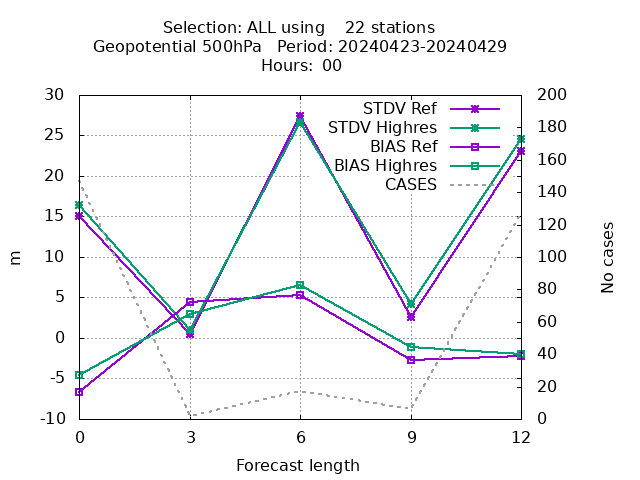 Selection: ALL using    22 stations
Geopotential 500hPa   Period: 20240423-20240429
Hours: 00
30
25
20
15
10
5
0
-5
-10
m
STDV Ref
STDV Highres
BIAS Ref
BIAS Highres
CASES
200
180
160
140
120
100
80
60
40
20
0
No cases
0 3 6 9 12
Forecast length